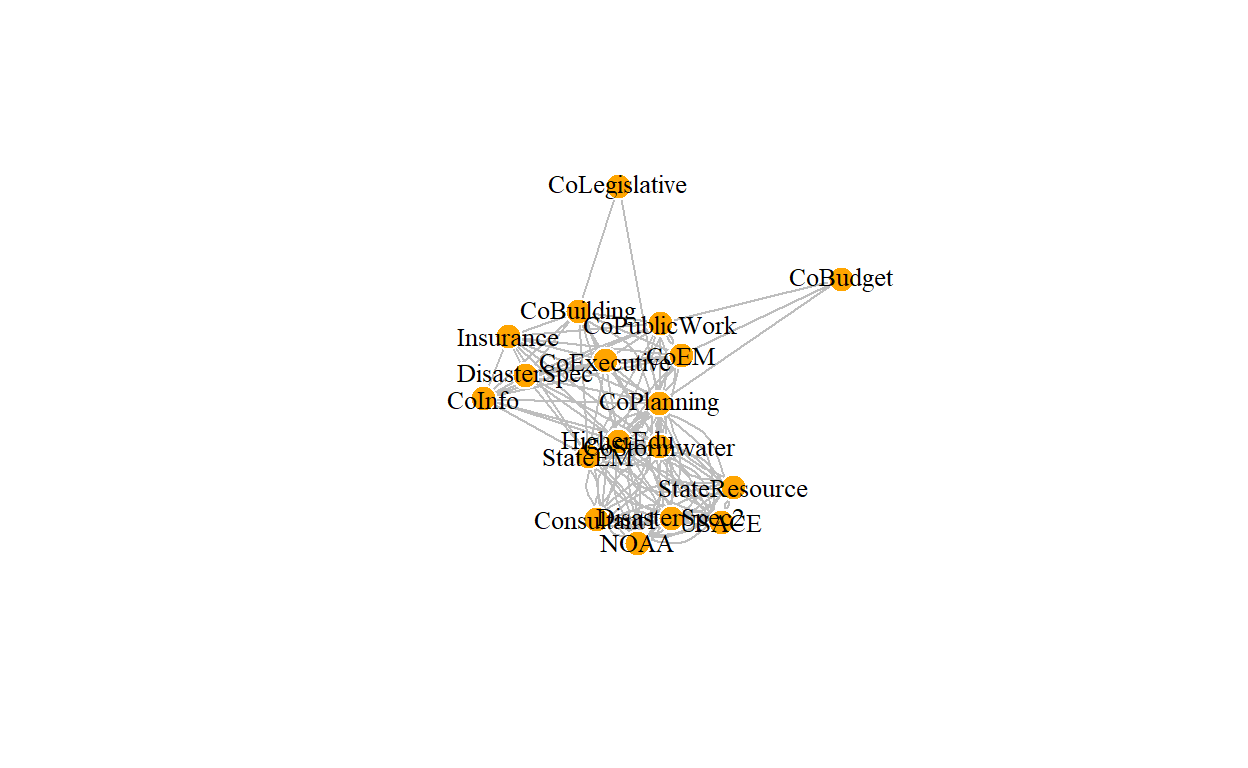 CoLegislative
CoBudget
CoBuilding
CoPublicWork
Insurance
CoExecutive
CoEM
DisasterSpec
CoInfo
CoPlanning
HigherEdu
CoStormwater
StateEM
StateResource
Consultant1
DisasterSpec2
USACE
NOAA